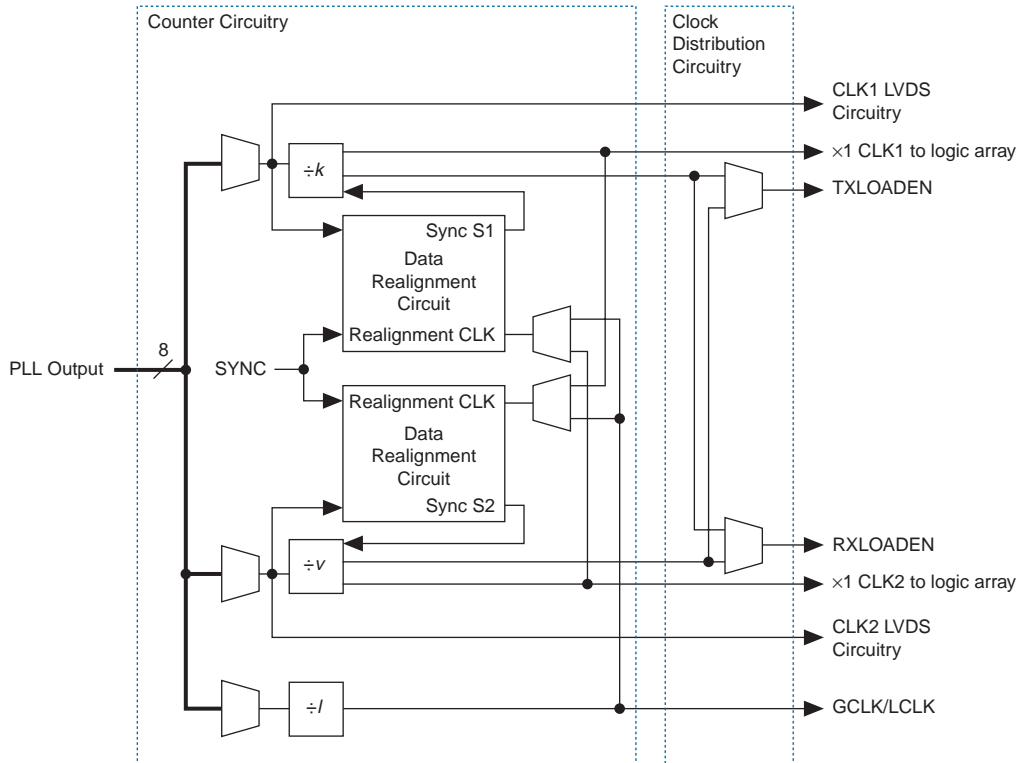 Counter Circuitry
Clock
Distribution
Circuitry
CLK1 LVDS
Circuitry
×1 CLK1 to logic array
÷k
TXLOADEN
Sync S1
Data
Realignment
Circuit
Realignment CLK
8
PLL Output
SYNC
Realignment CLK
Data
Realignment
Circuit
Sync S2
RXLOADEN
÷v
×1 CLK2 to logic array
CLK2 LVDS
Circuitry
÷l
GCLK/LCLK